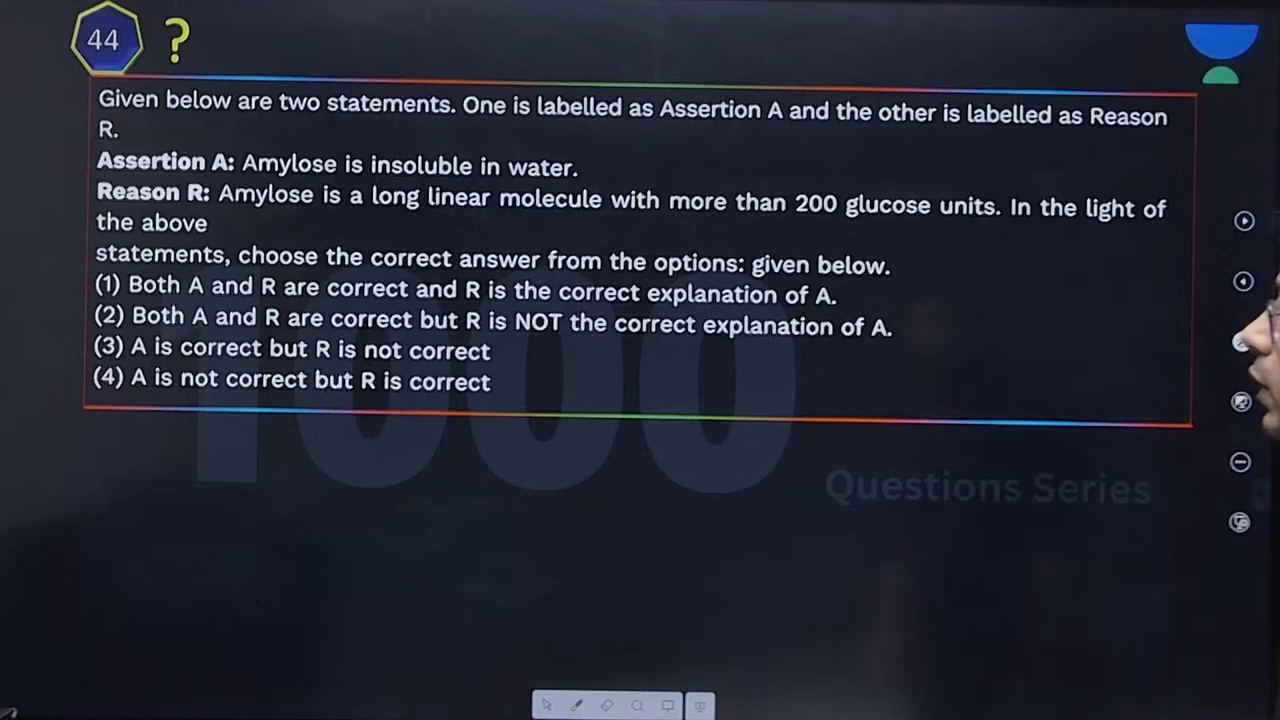 44 ?
Given below are two statements. One is labelled as Assertion A and the other is labelled as Reason
R.
Assertion A: Amylose is insoluble in water.
Reason R: Amylose is a long linear molecule with more than 200 glucose units. In the light of
the above
statements, choose the correct answer from the options: given below.
(1) Both A and R are correct and R is the correct explanation of A.
(2) Both A and R are correct but R is NOT the correct explanation of A.
(3) A is correct but R is not correct
(4) A is not correct but R is correct
1000
Questions Series